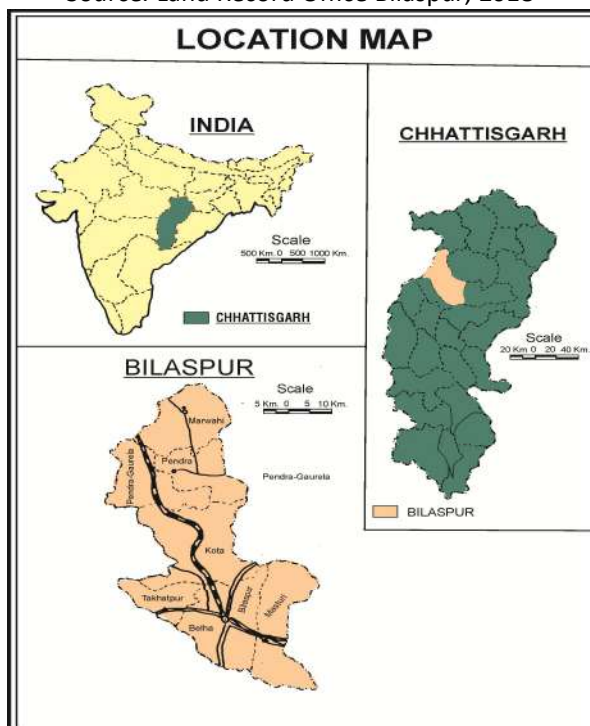 Source: Land Record Office Bilaspur, 2018
LOCATION MAP
INDIA
Scale
500 Km. 0 500 1000 Km.
CHHATTISGARH
CHHATTISGARH
Scale
20 Km 0 20 40 Km.
BILASPUR
BILASPUR
Scale
5 Km. 0 5 10 Km.
Marwahi
Pendra
Pendra-Gaurela
Pendra-Gaurela
Kota
Takhatpur
Bilaspur
Masturi
Belha